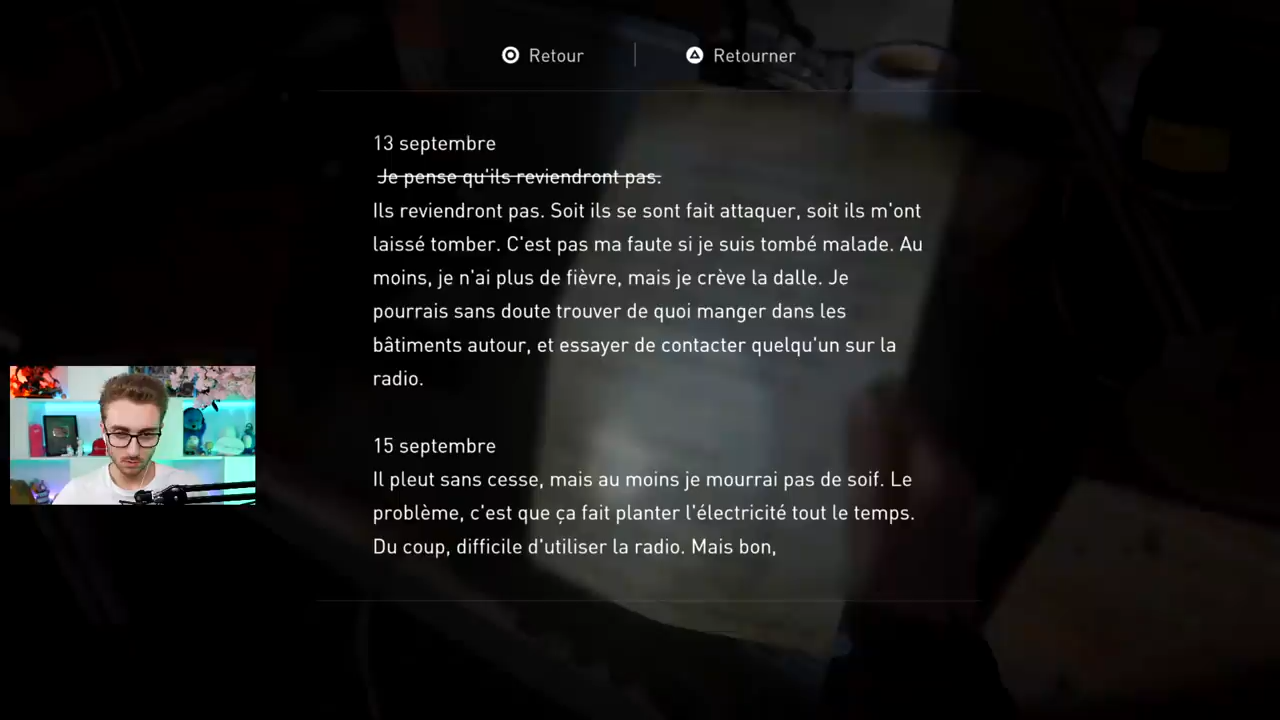 Retour
Retourner
13 septembre
Je pense qu'ils reviendront pas.
Ils reviendront pas. Soit ils se sont fait attaquer, soit ils m'ont
laissé tomber. C'est pas ma faute si je suis tombé malade. Au
moins, je n'ai plus de fièvre, mais je crève la dalle. Je
pourrais sans doute trouver de quoi manger dans les
bâtiments autour, et essayer de contacter quelqu'un sur la
radio.
15 septembre
Il pleut sans cesse, mais au moins je mourrai pas de soif. Le
problème, c'est que ça fait planter l'électricité tout le temps.
Du coup, difficile d'utiliser la radio. Mais bon,